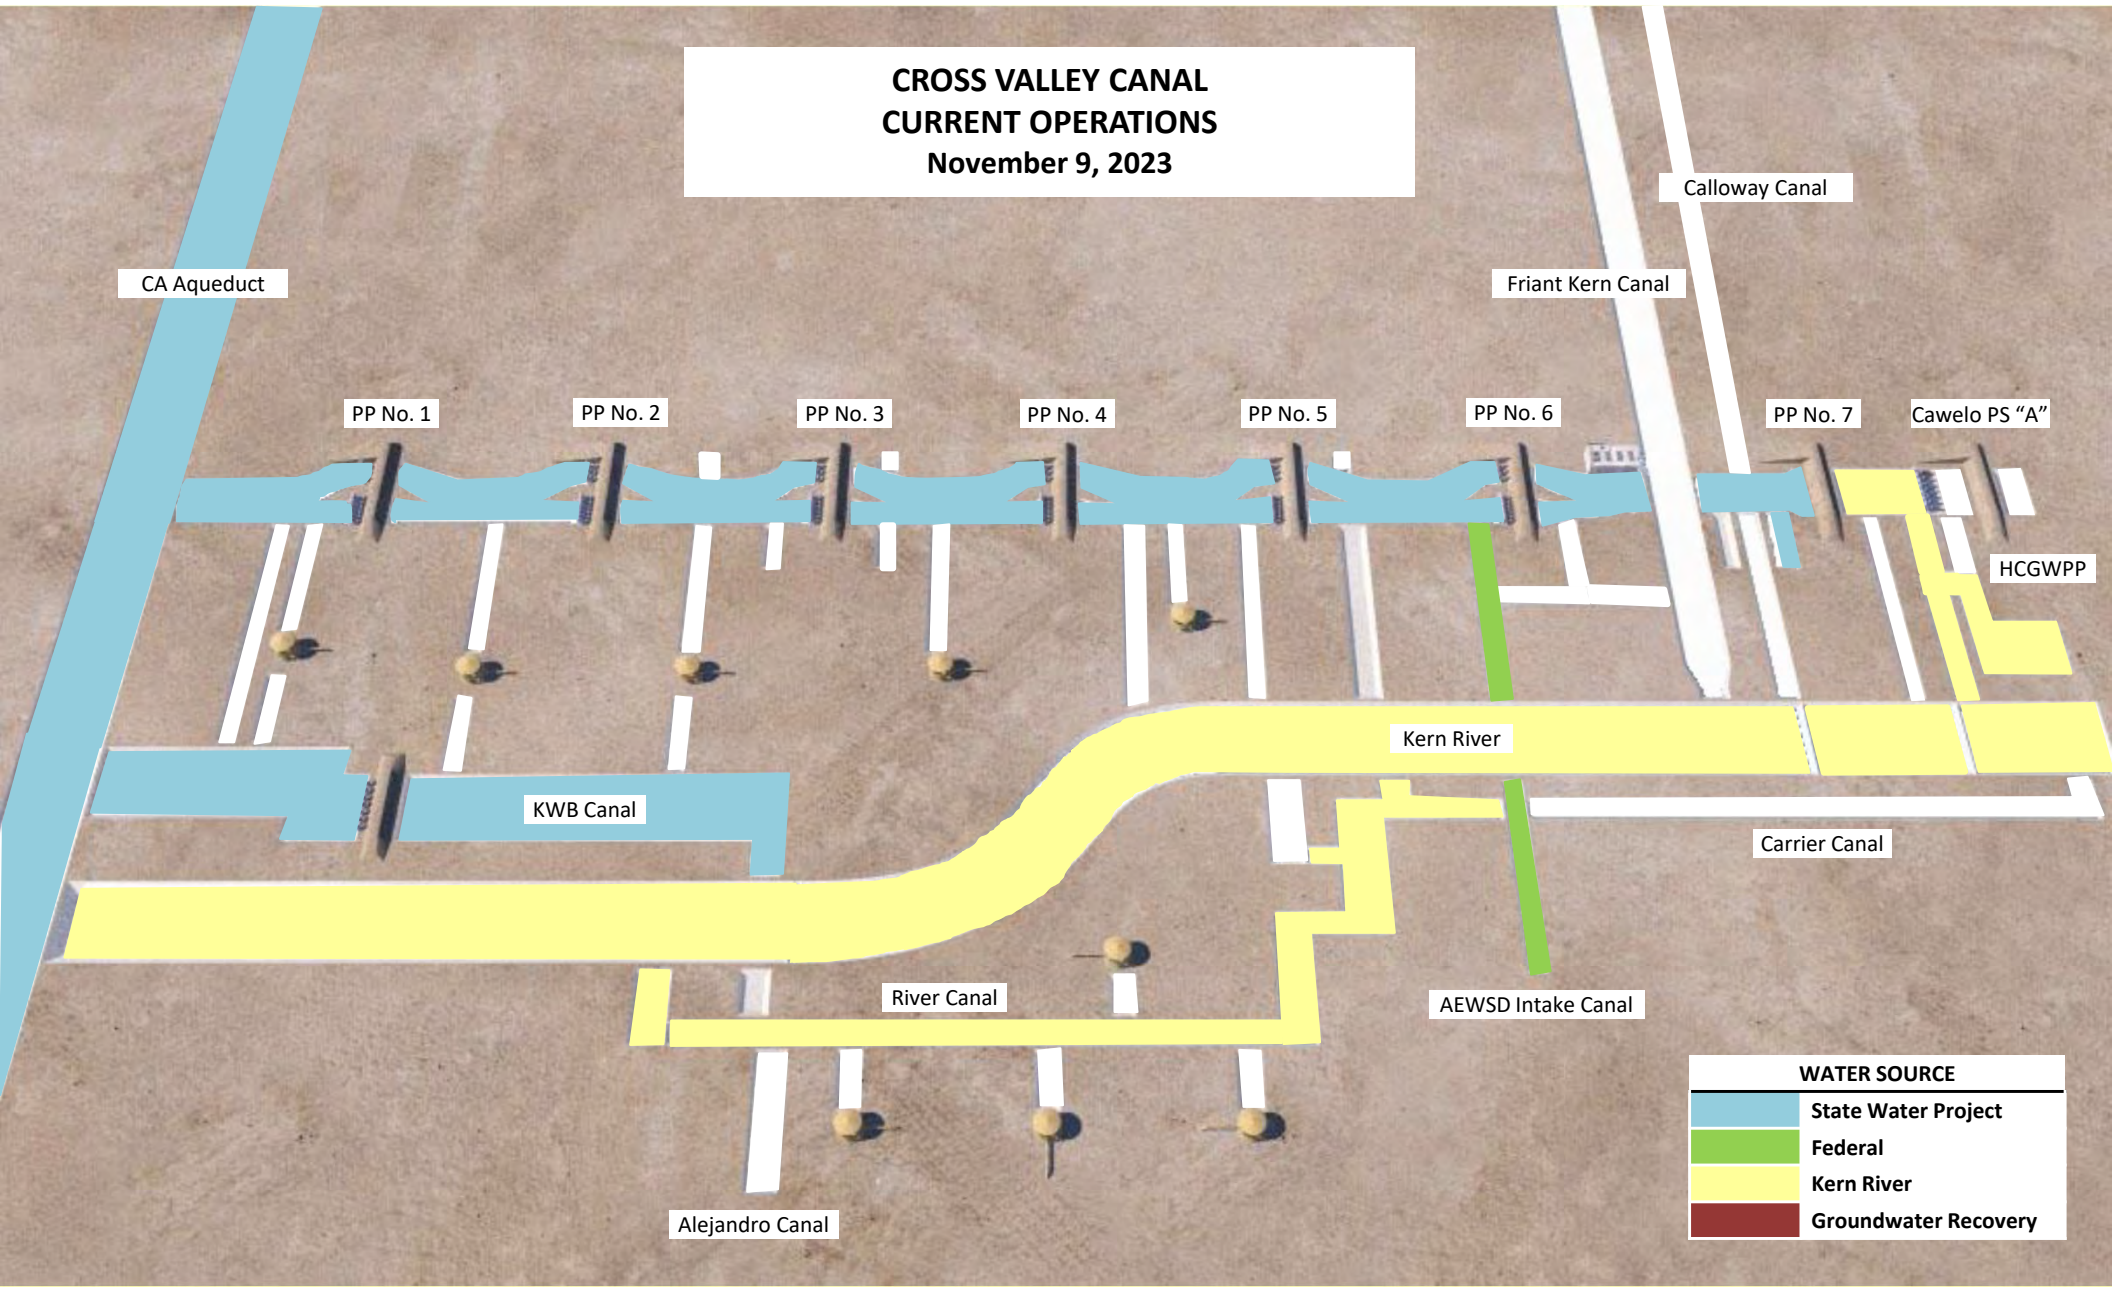 CROSS VALLEY CANAL
CURRENT OPERATIONS
November 9, 2023
Calloway Canal
CA Aqueduct
Friant Kern Canal
PP No. 1
PP No. 2
PP No. 3
PP No. 4
PP No. 5
PP No. 6
PP No. 7
Cawelo PS “A”
HCGWPP
Kern River
KWB Canal
Carrier Canal
River Canal
AEWSD Intake Canal
Alejandro Canal
WATER SOURCE
State Water Project
Federal
Kern River
Groundwater Recovery